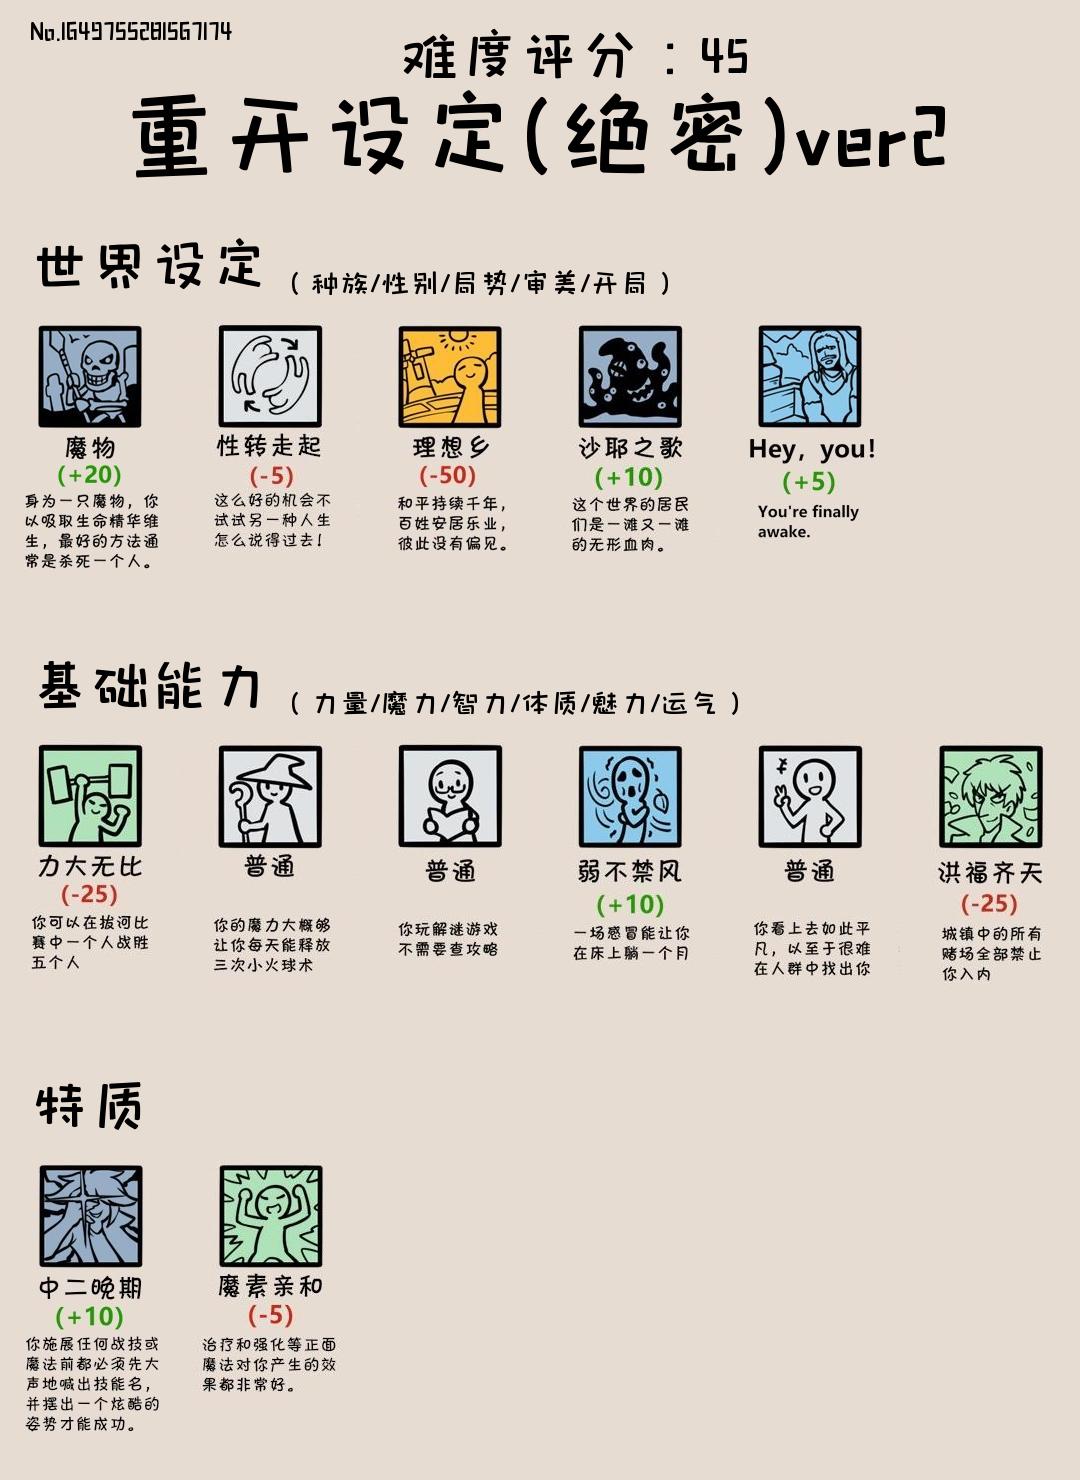 No.1649755281567174
难度评分：45
重开设定(绝密)ver2
世界设定 ( 种族/性别/局势/审美/开局 )
魔物
(+20)
身为一只魔物，你
以吸取生命精华维
生，最好的方法通
常是杀死一个人。
性转走起
(-5)
这么好的机会不
试试另一种人生
怎么说得过去！
理想乡
(-50)
和平持续千年，
百姓安居乐业，
彼此没有偏见。
沙耶之歌
(+10)
这个世界的居民
们是一滩又一滩
的无形血肉。
Hey, you!
(+5)
You're finally
awake.
基础能力 ( 力量/魔力/智力/体质/魅力/运气 )
力大无比
(-25)
你可以在拔河比
赛中一个人战胜
五个人
普通
你的魔力大概够
让你每天能释放
三次小火球术
普通
你玩解谜游戏
不需要查攻略
弱不禁风
(+10)
一场感冒能让你
在床上躺一个月
普通
你看上去如此平
凡，以至于很难
在人群中找出你
洪福齐天
(-25)
城镇中的所有
赌场全部禁止
你入内
特质
中二晚期
(+10)
你施展任何战技或
魔法前都必须先大
声地喊出技能名，
并摆出一个炫酷的
姿势才能成功。
魔素亲和
(-5)
治疗和强化等正面
魔法对你产生的效
果都非常好。